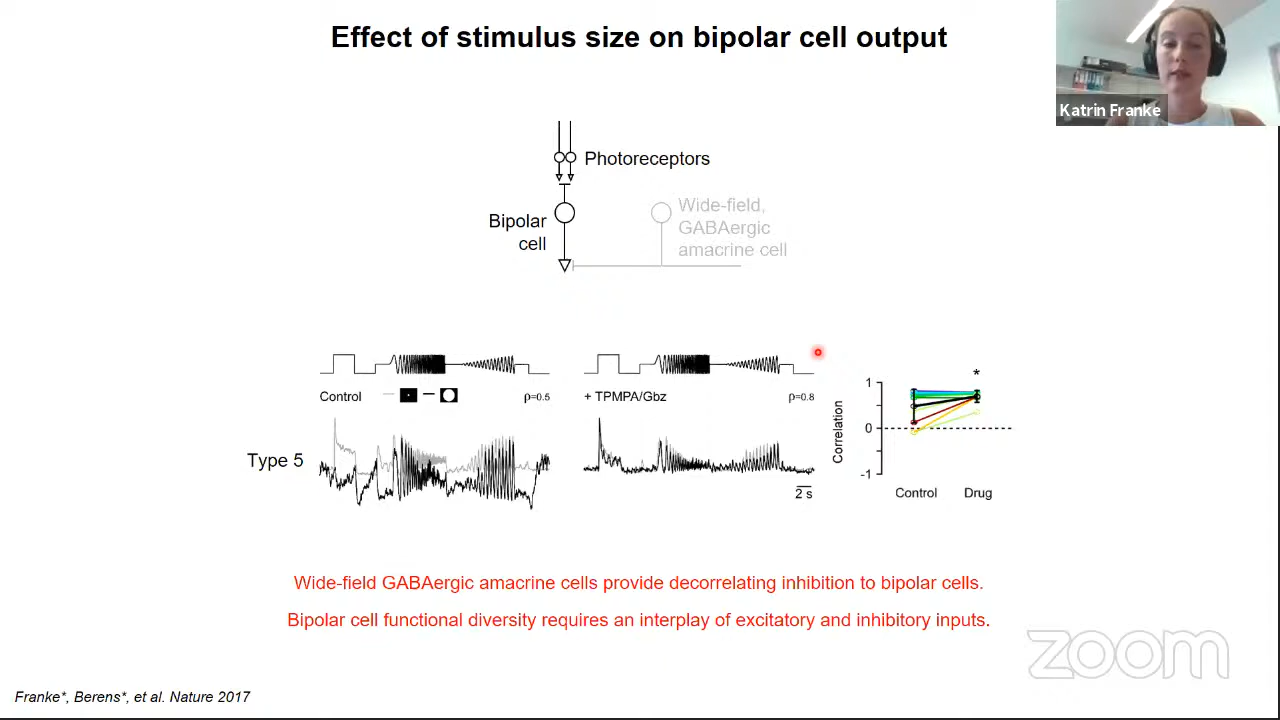 Effect of stimulus size on bipolar cell output
Katrin Franke
Photoreceptors
Bipolar
cell
Wide-field,
GABAergic
amacrine cell
Control
ρ=0.5
+ TPMPA/Gbz
ρ=0.8
Type 5
2 s
*
Correlation
1
0
-1
Control
Drug
Wide-field GABAergic amacrine cells provide decorrelating inhibition to bipolar cells.
Bipolar cell functional diversity requires an interplay of excitatory and inhibitory inputs.
zoom
Franke*, Berens*, et al. Nature 2017